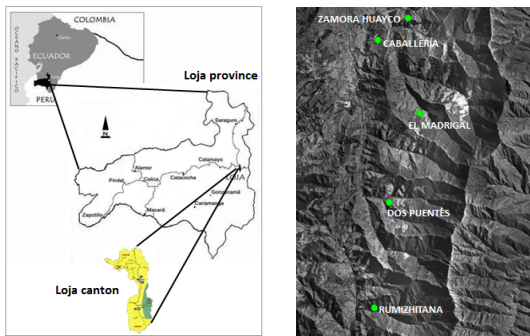 COLOMBIA
ECUADOR
PERU
Loja province
N
Saraguro
Alamor
Catamayo
LOJA
Pindal
Celica
Catacocha
Gonzanamá
Cariamanga
Zapotillo
Macará
Loja canton
ZAMORA HUAYCO
CABALLERÍA
EL MADRIGAL
DOS PUENTES
RUMIZHITANA